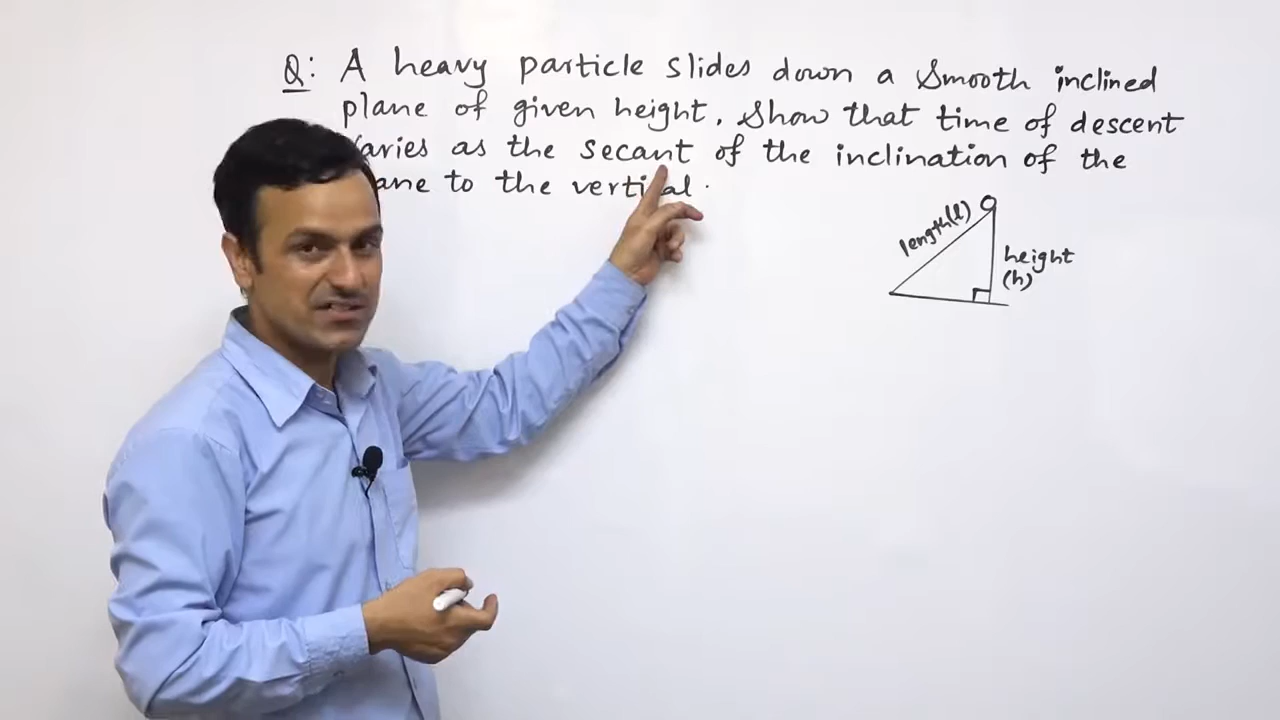 Q: A heavy particle slides down a smooth inclined
plane of given height. Show that time of descent
varies as the secant of the inclination of the
to the vertical.
length(l)
height
(h)